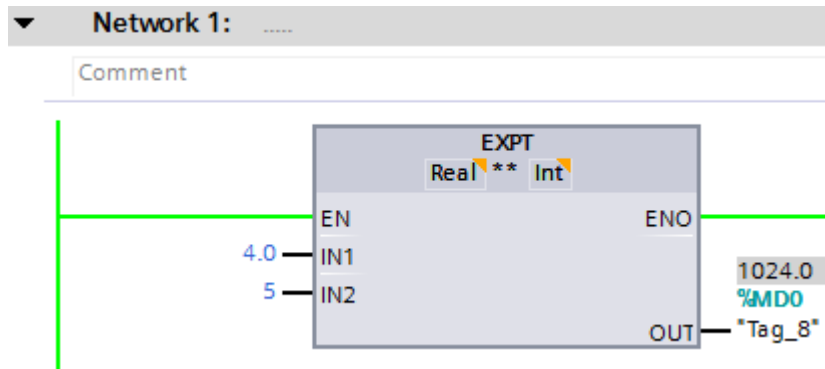 Network 1: .....
Comment
EXPT
Real ** Int
EN ENO
4.0 IN1
1024.0
5 IN2
%MD0
OUT "Tag_8"